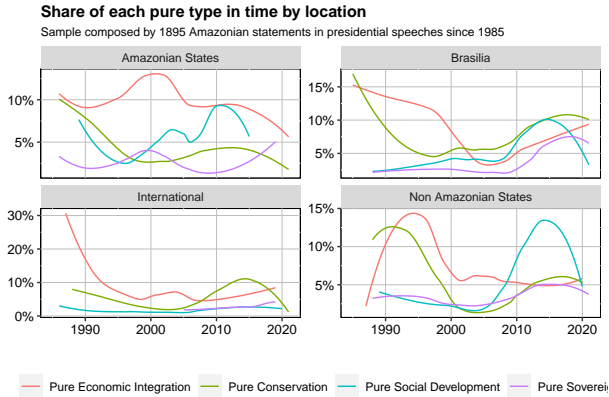 Share of each pure type in time by location
Sample composed by 1895 Amazonian statements in presidential speeches since 1985
Amazonian States
Brasilia
10%
5%
15%
10%
5%
International
Non Amazonian States
30%
20%
10%
0%
15%
10%
5%
1990 2000 2010 2020
1990 2000 2010 2020
Pure Economic Integration Pure Conservation Pure Social Development Pure Sovereig